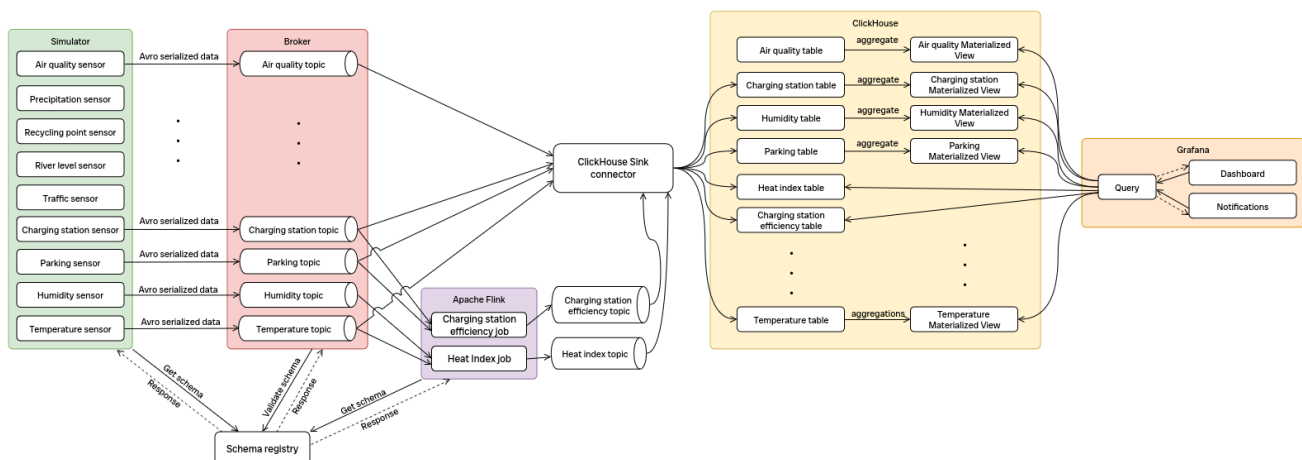 Simulator
Air quality sensor
Precipitation sensor
Recycling point sensor
River level sensor
Traffic sensor
Charging station sensor
Parking sensor
Humidity sensor
Temperature sensor
Avro serialized data
Avro serialized data
Avro serialized data
Avro serialized data
Avro serialized data
Broker
Air quality topic
Charging station topic
Parking topic
Humidity topic
Temperature topic
Get schema
Response
Validate schema
Response
Get schema
Response
Schema registry
Apache Flink
Charging station
efficiency job
Heat Index job
Charging station
efficiency topic
Heat index topic
ClickHouse Sink
connector
ClickHouse
Air quality table
aggregate
Air quality Materialized
View
Charging station table
aggregate
Charging station
Materialized View
Humidity table
aggregate
Humidity Materialized
View
Parking table
aggregate
Parking
Materialized View
Heat index table
Charging station
efficiency table
Temperature table
aggregations
Temperature
Materialized View
Grafana
Query
Dashboard
Notifications